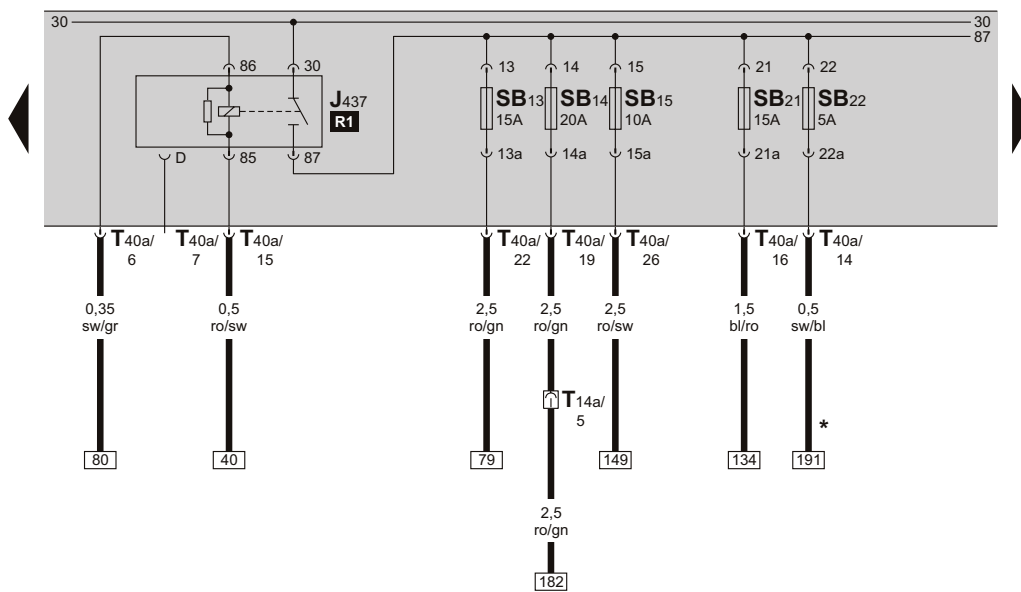 30 30
87
86 30 13 14 15 21 22
J437 SB13 SB14 SB15 SB21 SB22
R1 15A 20A 10A 15A 5A
D 85 87 13a 14a 15a 21a 22a
T40a/ T40a/ T40a/ T40a/ T40a/ T40a/ T40a/ T40a/
6 7 15 22 19 26 16 14
0,35 0,5 2,5 2,5 2,5 1,5 0,5
sw/gr ro/sw ro/gn ro/gn ro/sw bl/ro sw/bl
T14a/
5
*
80 40 79 149 134 191
2,5
ro/gn
182